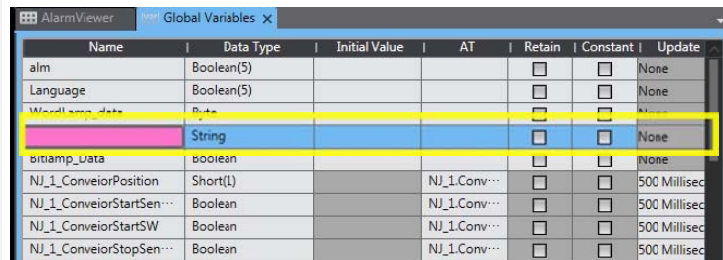 AlarmViewer Global Variables X
Name Data Type Initial Value AT Retain Constant Update
alm Boolean(5) None
Language Boolean(5) None
WordLamp_data Byte
String None
Bitlamp_Data Boolean None
NJ_1_ConveiorPosition Short(L) NJ_1.Conv··· 500 Millisec
NJ_1_ConveiorStartSen··· Boolean NJ_1.Conv··· 500 Millisec
NJ_1_ConveiorStartSW Boolean NJ_1.Conv··· 500 Millisec
NJ_1_ConveiorStopSen··· Boolean NJ_1.Conv··· 500 Millisec